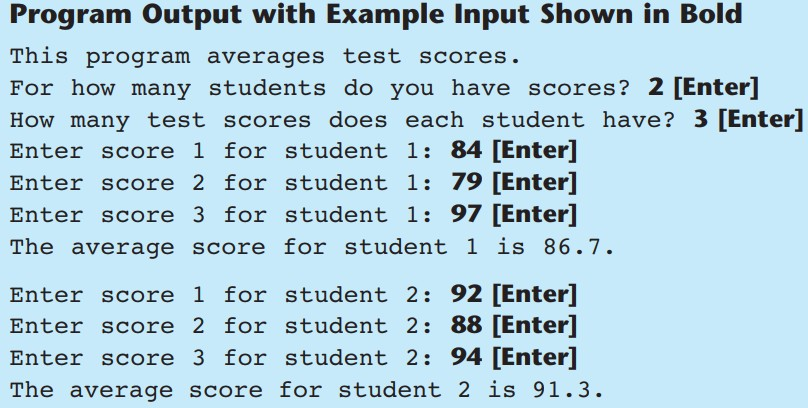 Program Output with Example Input Shown in Bold
This program averages test scores.
For how many students do you have scores? 2 [Enter]
How many test scores does each student have? 3 [Enter]
Enter score 1 for student 1: 84 [Enter]
Enter score 2 for student 1: 79 [Enter]
Enter score 3 for student 1: 97 [Enter]
The average score for student 1 is 86.7.
Enter score 1 for student 2: 92 [Enter]
Enter score 2 for student 2: 88 [Enter]
Enter score 3 for student 2: 94 [Enter]
The average score for student 2 is 91.3.